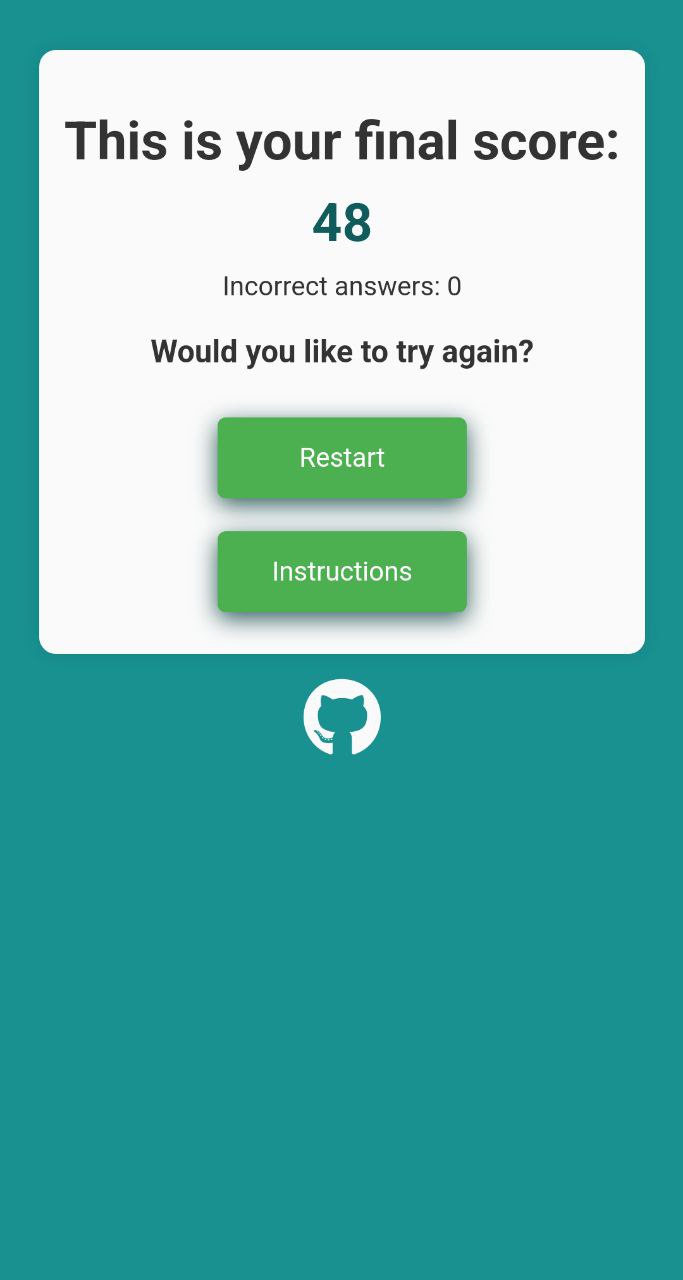 This is your final score:
48
Incorrect answers: 0
Would you like to try again?
Restart
Instructions